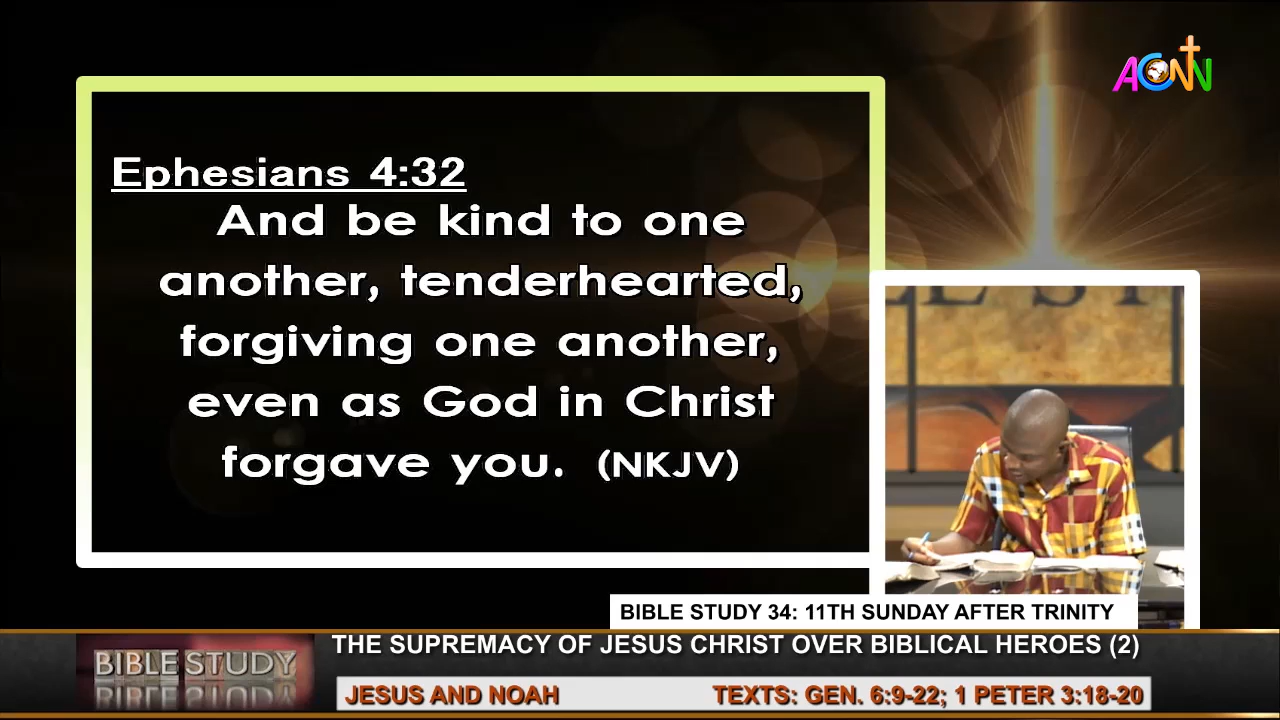 ACNN
Ephesians 4:32
And be kind to one
another, tenderhearted,
forgiving one another,
even as God in Christ
forgave you. (NKJV)
BIBLE STUDY 34: 11TH SUNDAY AFTER TRINITY
THE SUPREMACY OF JESUS CHRIST OVER BIBLICAL HEROES (2)
BIBLE STUDY
JESUS AND NOAH
TEXTS: GEN. 6:9-22; 1 PETER 3:18-20